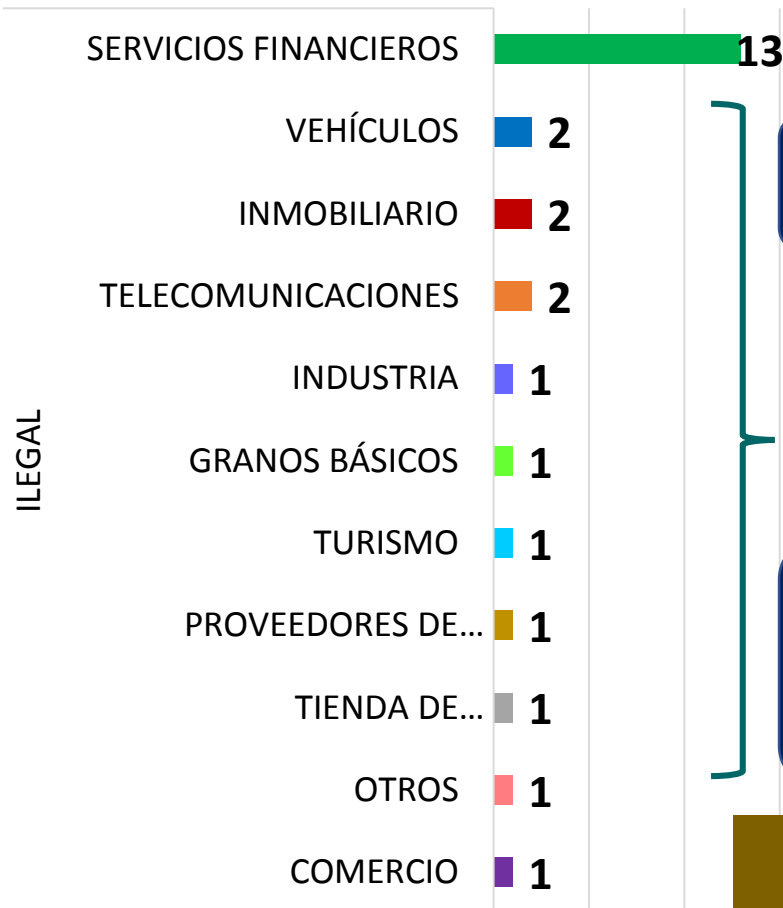 SERVICIOS FINANCIEROS 13
VEHÍCULOS 2
INMOBILIARIO 2
TELECOMUNICACIONES 2
INDUSTRIA 1
GRANOS BÁSICOS 1
TURISMO 1
PROVEEDORES DE... 1
TIENDA DE... 1
OTROS 1
COMERCIO 1
ILEGAL